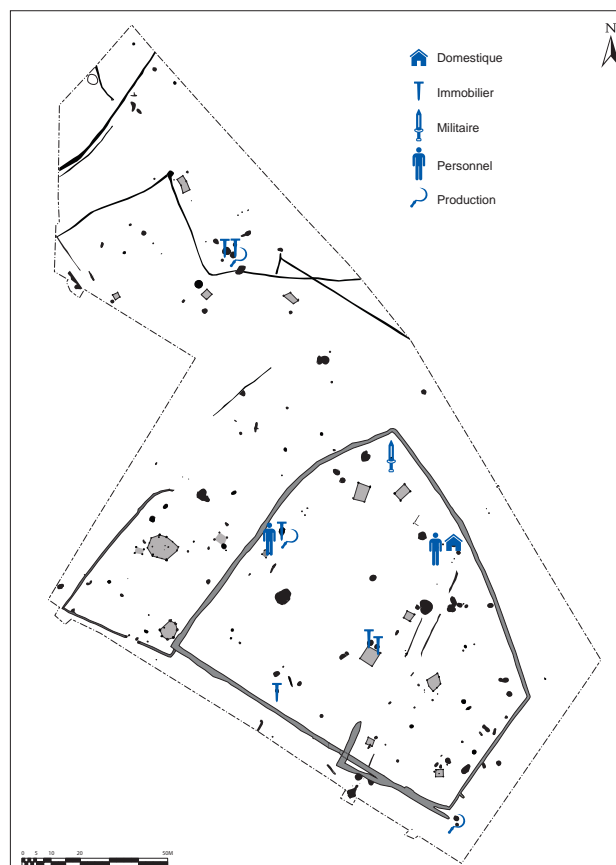 N
Domestique
Immobilier
Militaire
Personnel
Production
0 5 10 20 50M